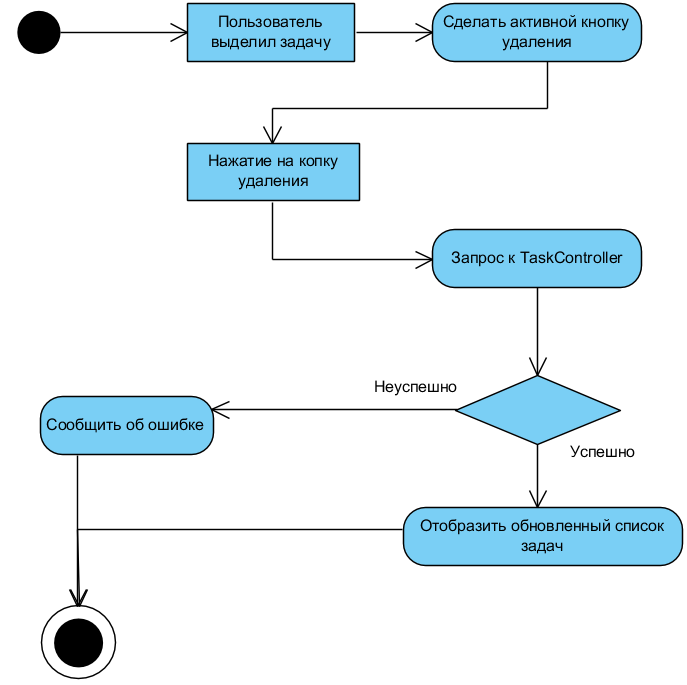 Пользователь
выделил задачу
Сделать активной кнопку
удаления
Нажатие на копку
удаления
Запрос к TaskController
Неуспешно
Сообщить об ошибке
Успешно
Отобразить обновленный список
задач